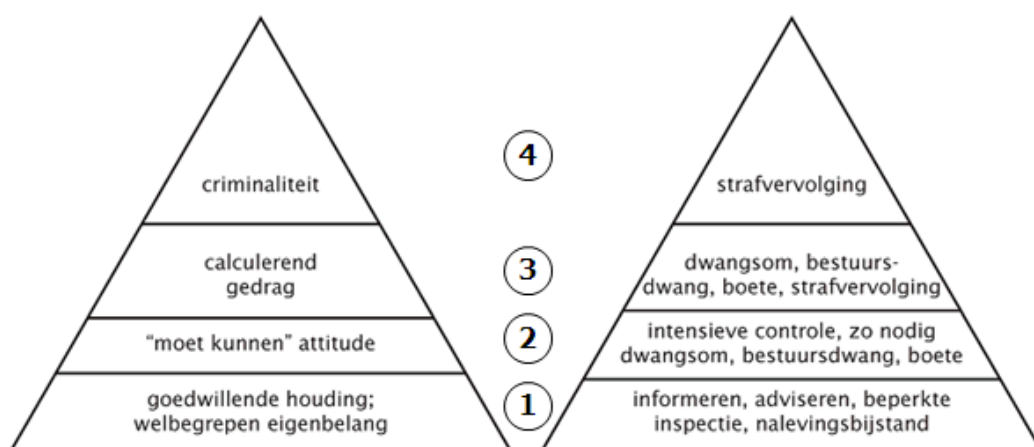 criminaliteit
calculerend
gedrag
"moet kunnen" attitude
goedwillende houding;
welbegrepen eigenbelang
4
3
2
1
strafvervolging
dwangsom, bestuurs-
dwang, boete, strafvervolging
intensieve controle, zo nodig
dwangsom, bestuursdwang, boete
informeren, adviseren, beperkte
inspectie, nalevingsbijstand